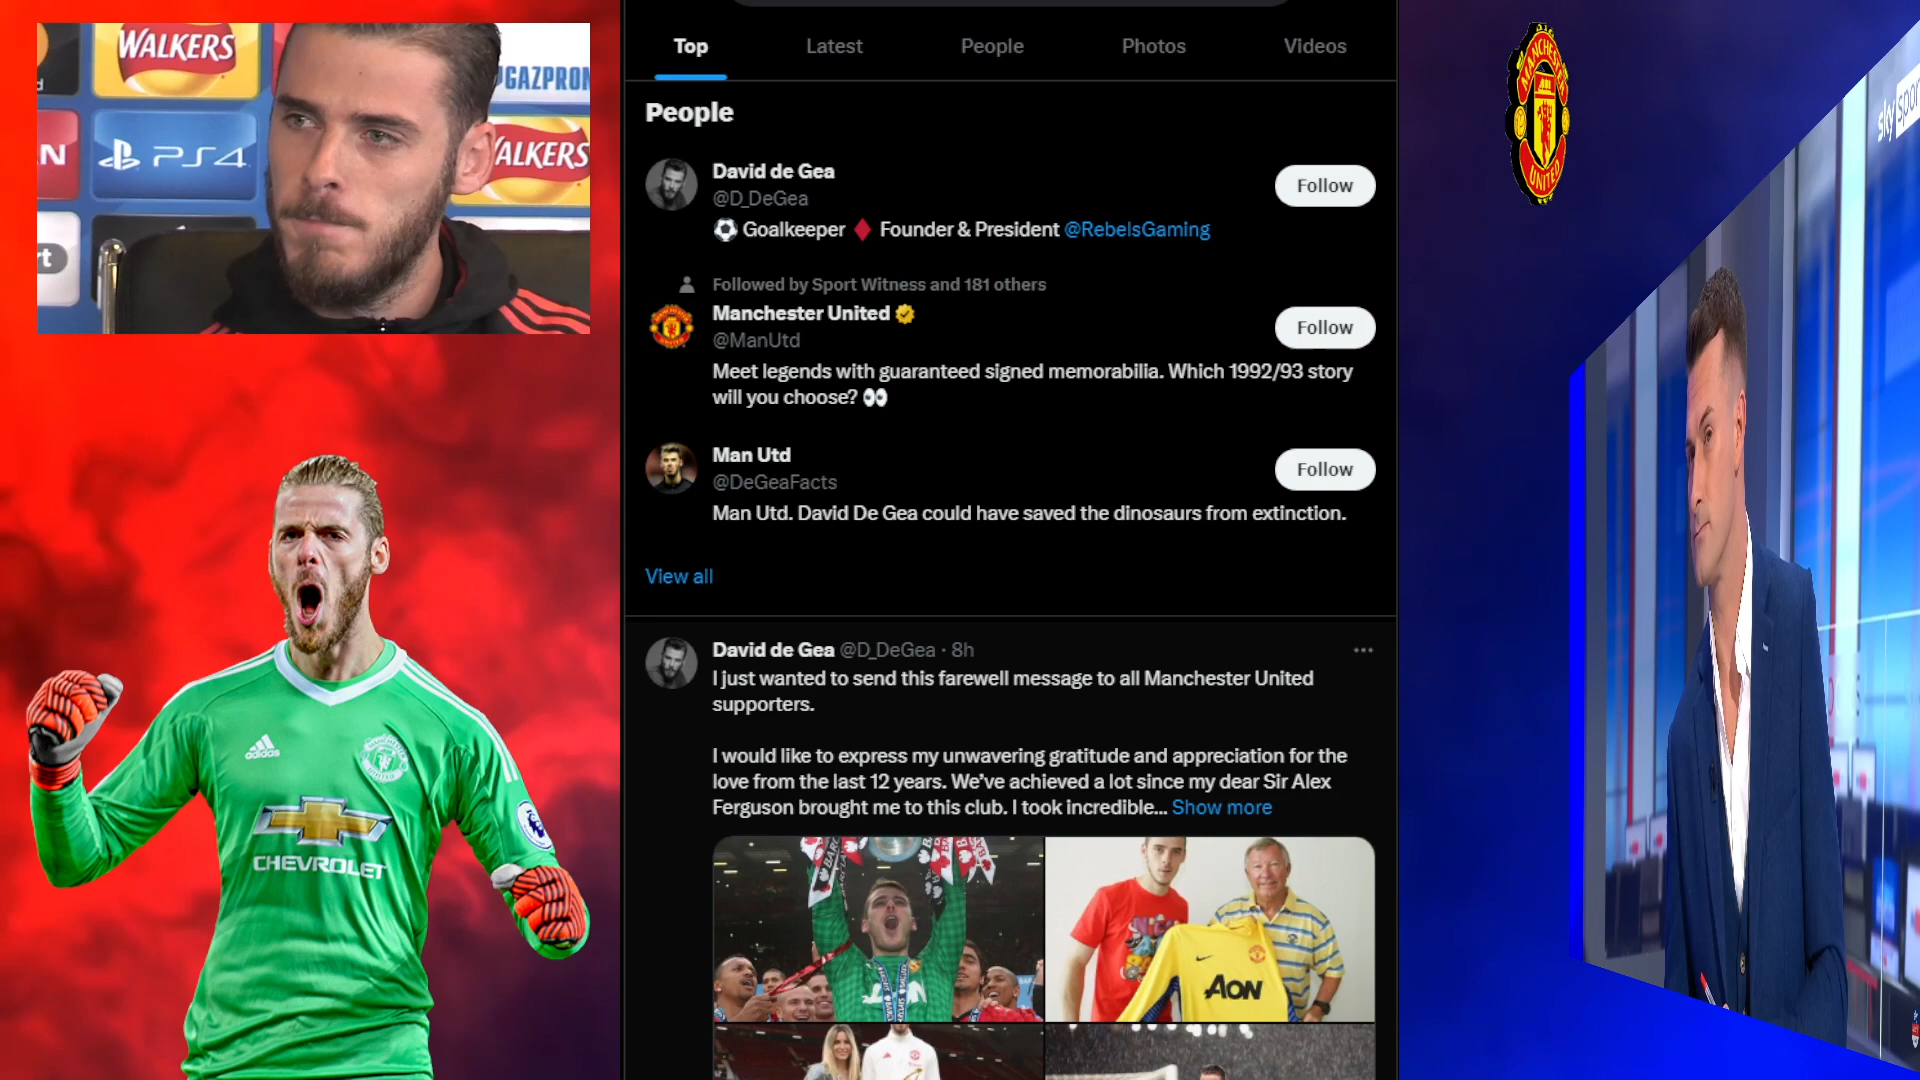 WALKERS
GAZPROM
N
PS4
ALKERS
rt
Top
Latest
People
Photos
Videos
People
David de Gea
@D_DeGea
Follow
⚽ Goalkeeper ♦️ Founder & President @RebelsGaming
Followed by Sport Witness and 181 others
Manchester United
@ManUtd
Follow
Meet legends with guaranteed signed memorabilia. Which 1992/93 story
will you choose? 👀
Man Utd
@DeGeaFacts
Follow
Man Utd. David De Gea could have saved the dinosaurs from extinction.
View all
David de Gea @D_DeGea · 8h
I just wanted to send this farewell message to all Manchester United
supporters.
I would like to express my unwavering gratitude and appreciation for the
love from the last 12 years. We’ve achieved a lot since my dear Sir Alex
Ferguson brought me to this club. I took incredible... Show more
AON
adidas
CHEVROLET
MANCHESTER
UNITED
sky spor